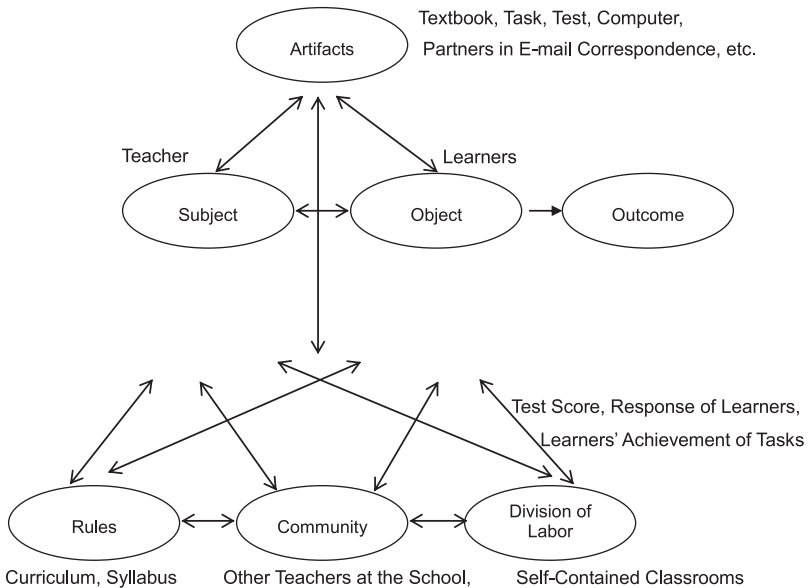 Textbook, Task, Test, Computer,
Artifacts
Partners in E-mail Correspondence, etc.
Teacher
Learners
Subject
Object
Outcome
Test Score, Response of Learners,
Learners' Achievement of Tasks
Rules
Community
Division of
Labor
Curriculum, Syllabus
Other Teachers at the School,
Self-Contained Classrooms